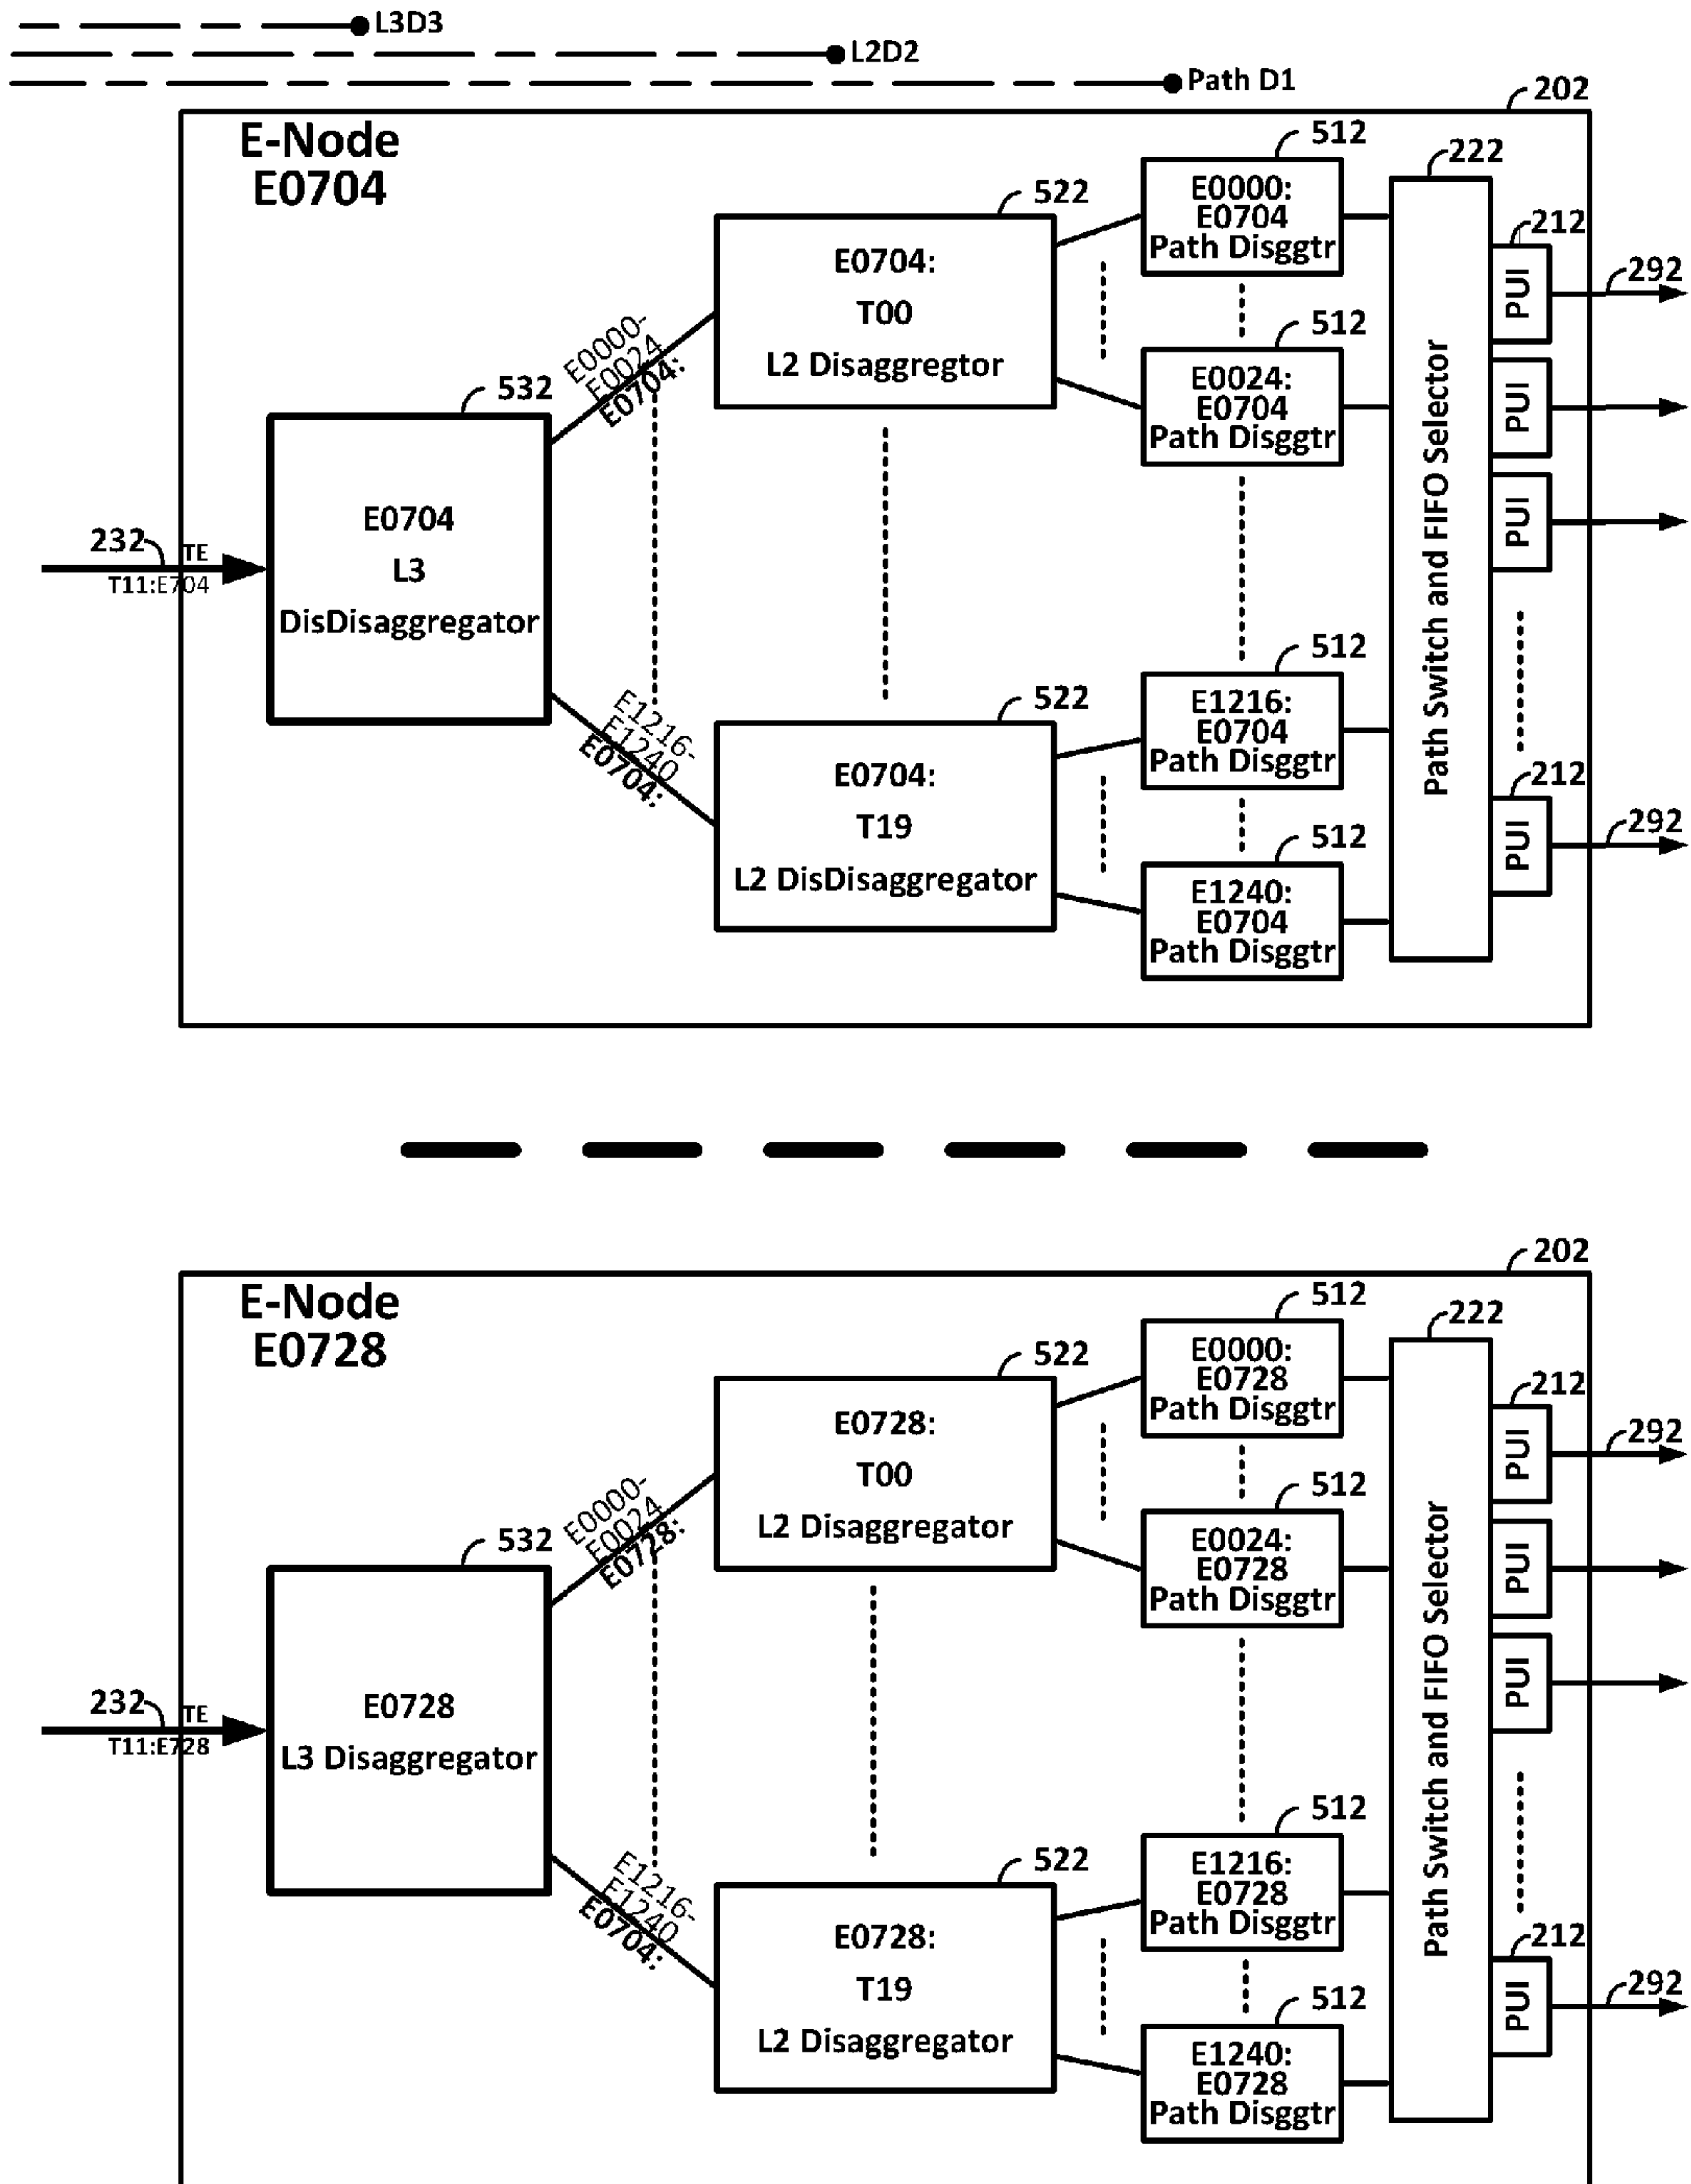 L3D3
L2D2
Path D1
202
E-Node
E0704
512
222
E0000:
E0704
Path Disggtr
522
212
E0704:
T00
L2 Disaggregtor
PUI
292
512
E0024:
E0704
Path Disggtr
E0000-
E0024
E0704:
PUI
532
Path Switch and FIFO Selector
E0704
L3
DisDisaggregator
PUI
232
TE
T11:E704
512
E1216:
E0704
Path Disggtr
E1216-
E1240
E0704:
522
E0704:
T19
L2 DisDisaggregator
212
PUI
292
512
E1240:
E0704
Path Disggtr
202
E-Node
E0728
512
222
E0000:
E0728
Path Disggtr
522
212
E0728:
T00
L2 Disaggregator
PUI
292
512
E0024:
E0728
Path Disggtr
E0000-
E0024
E0728:
PUI
532
Path Switch and FIFO Selector
E0728
L3 Disaggregator
PUI
232
TE
T11:E728
512
E1216:
E0728
Path Disggtr
E1216-
E1240
E0704:
522
E0728:
T19
L2 Disaggregator
212
PUI
292
512
E1240:
E0728
Path Disggtr